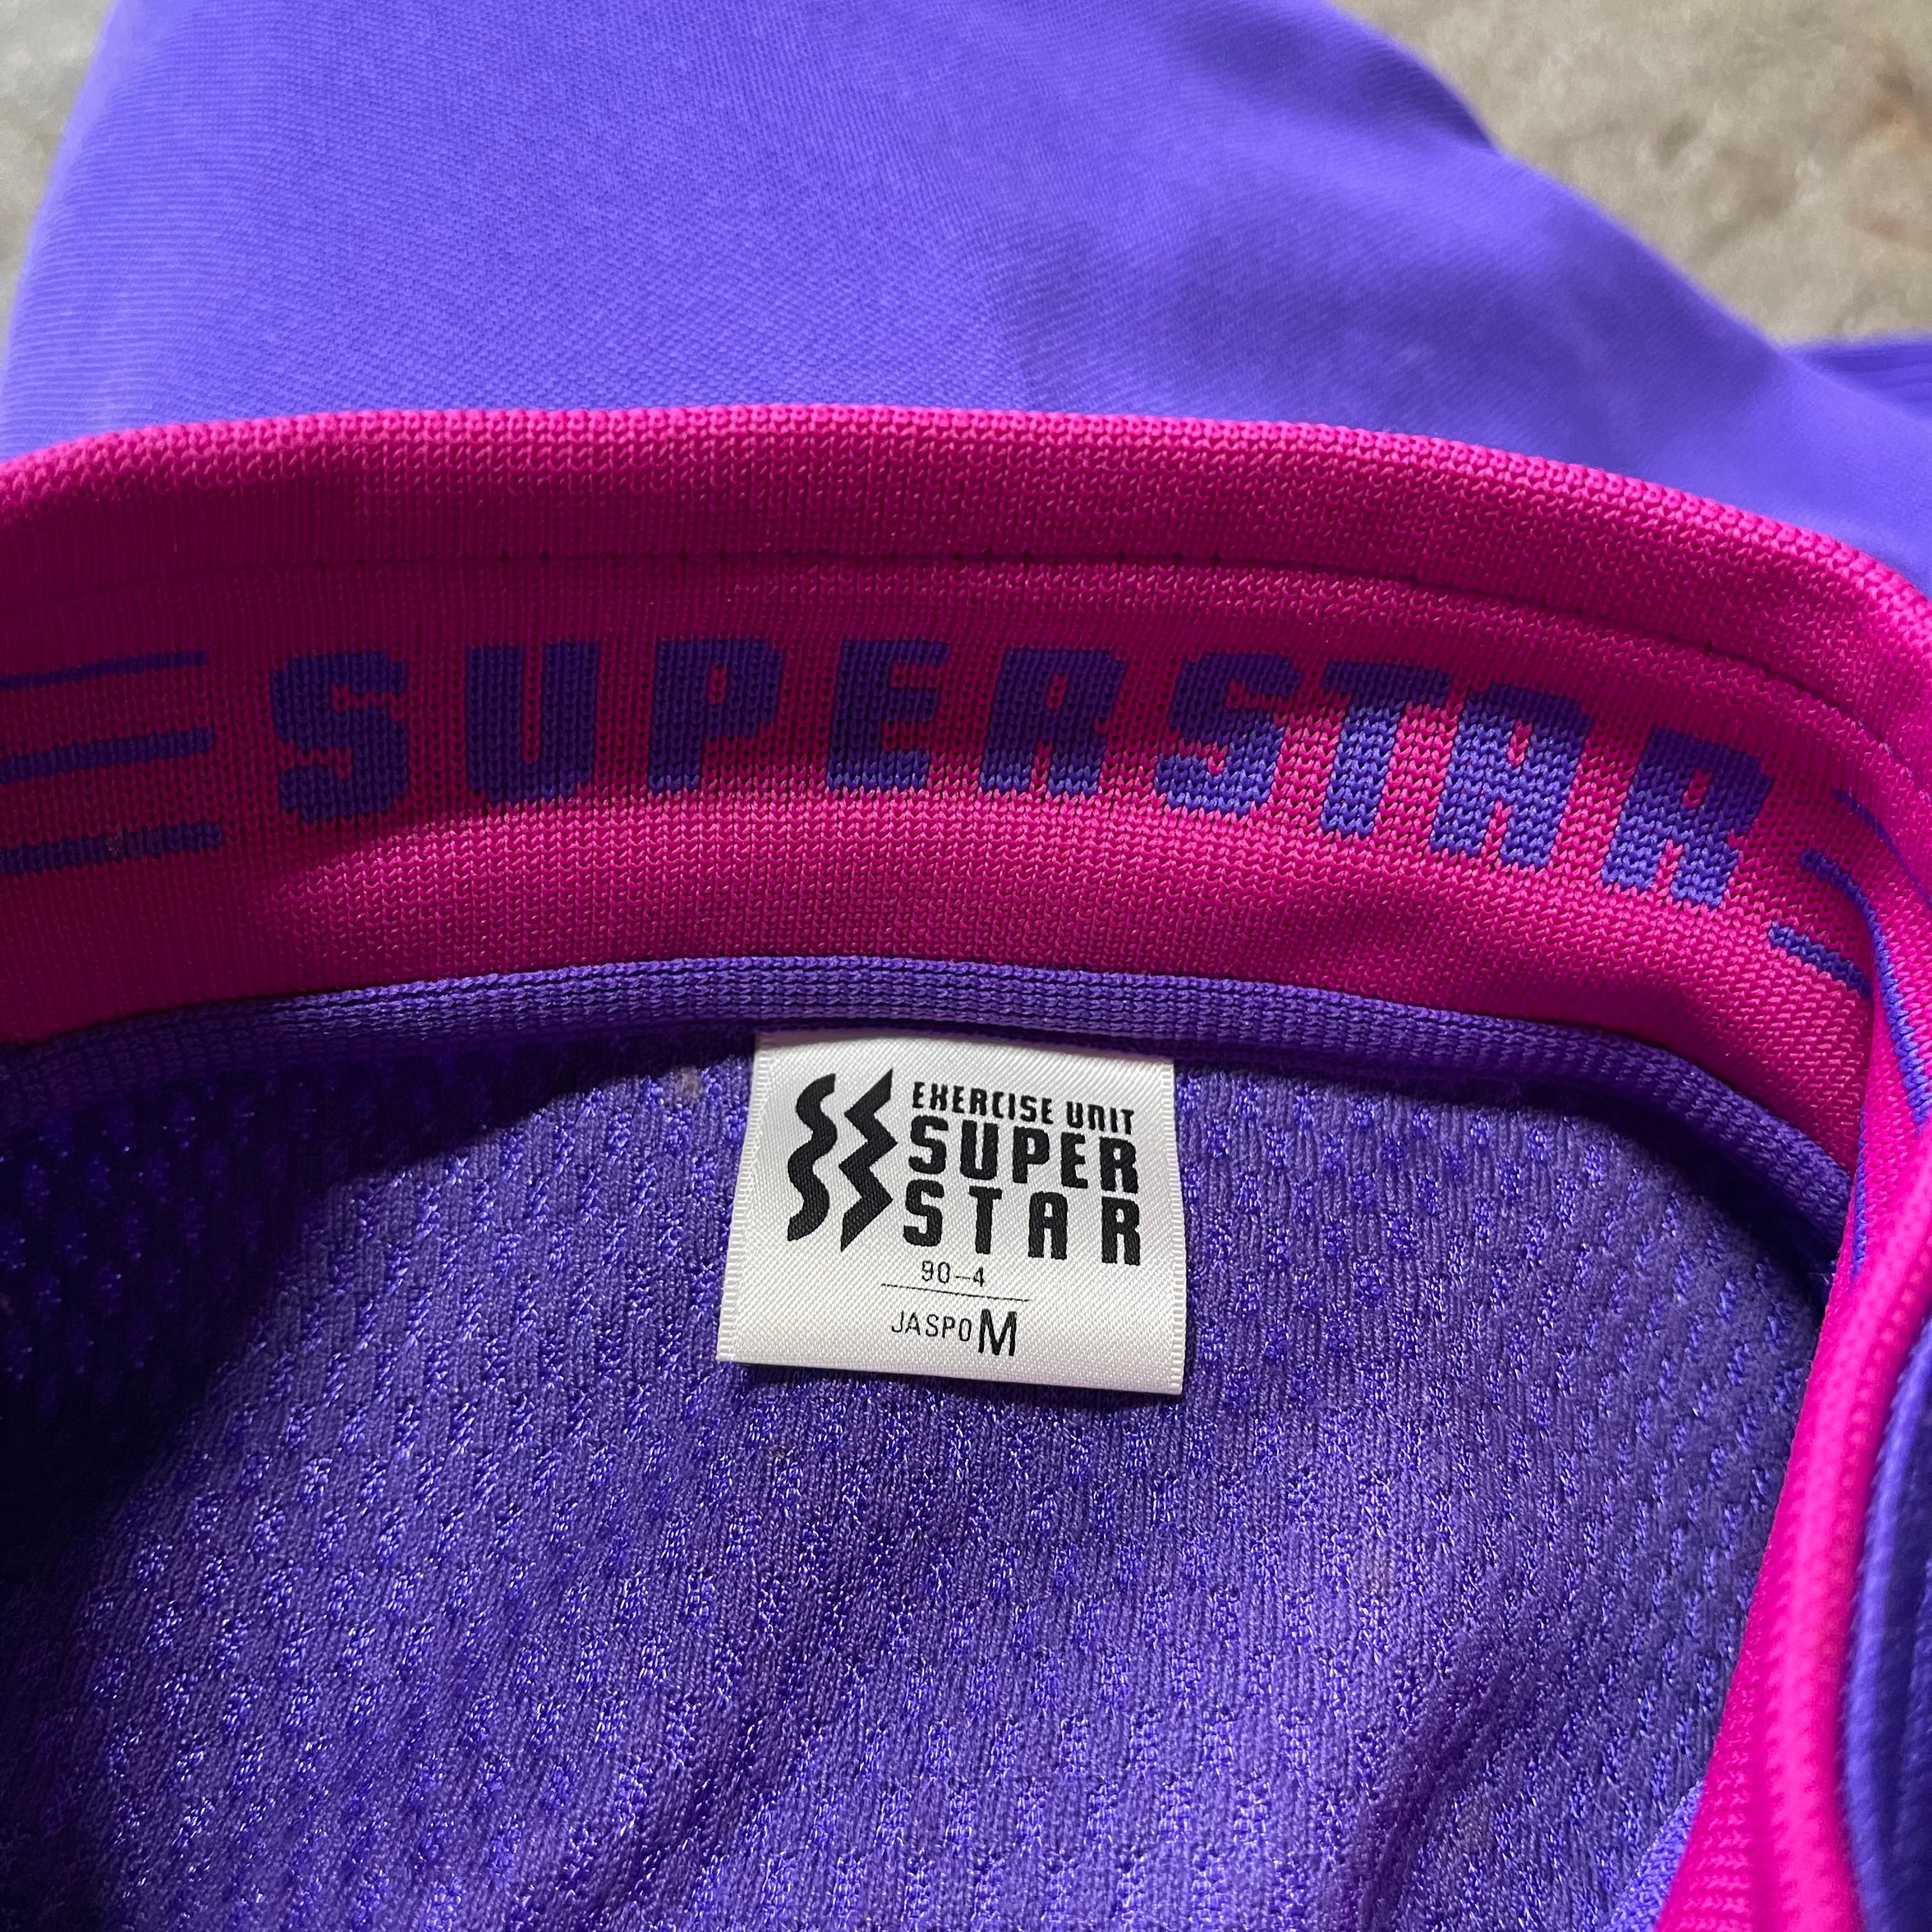 SUPERSTAR
EXERCISE UNIT
SUPER
STAR
90-4
JASPO M